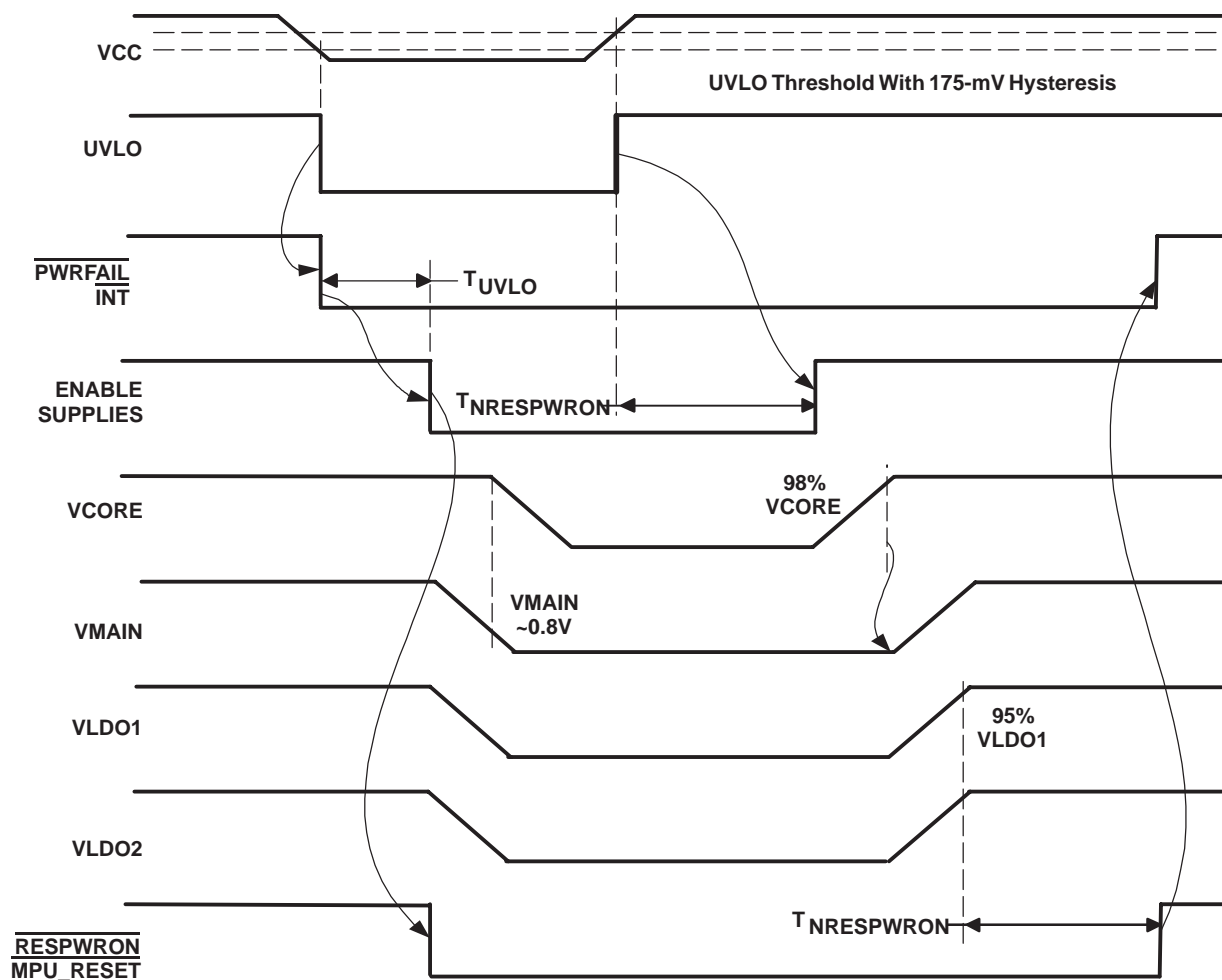 VCC
UVLO Threshold With 175-mV Hysteresis
UVLO
PWRFAIL
INT
TUVLO
ENABLE
SUPPLIES
TNRESPWRON
98%
VCORE
VCORE
VMAIN
~0.8V
VMAIN
95%
VLDO1
VLDO1
VLDO2
TNRESPWRON
RESPWRON
MPU_RESET